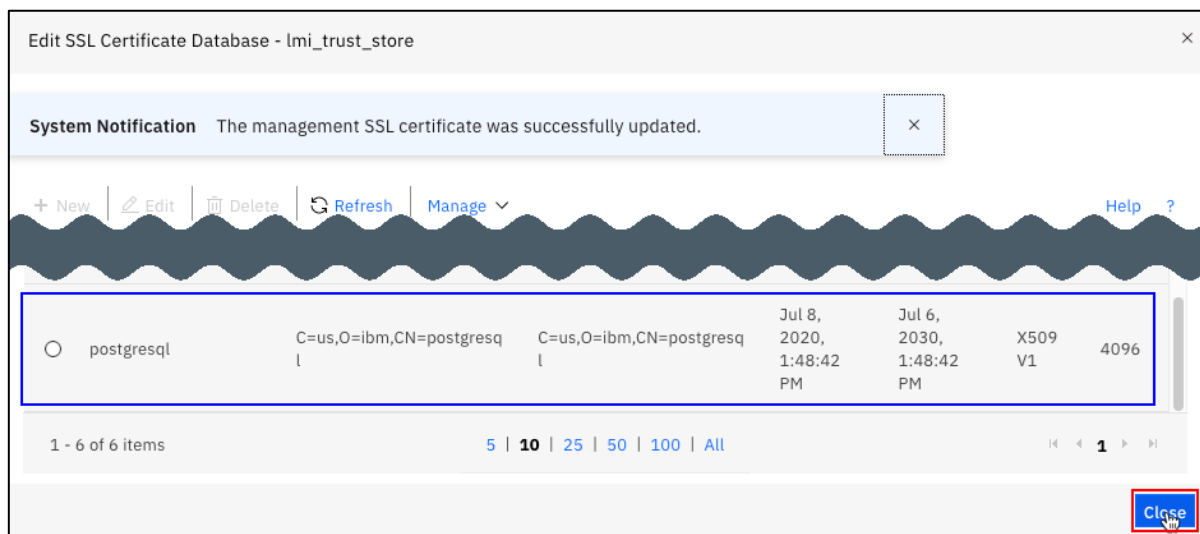 Edit SSL Certificate Database - lmi_trust_store
System Notification The management SSL certificate was successfully updated.
+ New Edit Delete Refresh Manage Help ?
postgresql C=us,O=ibm,CN=postgresq C=us,O=ibm,CN=postgresq Jul 8, Jul 6, X509 4096
l l 2020, 2030, V1
1:48:42 1:48:42
PM PM
1 - 6 of 6 items 5 | 10 | 25 | 50 | 100 | All 1
Close